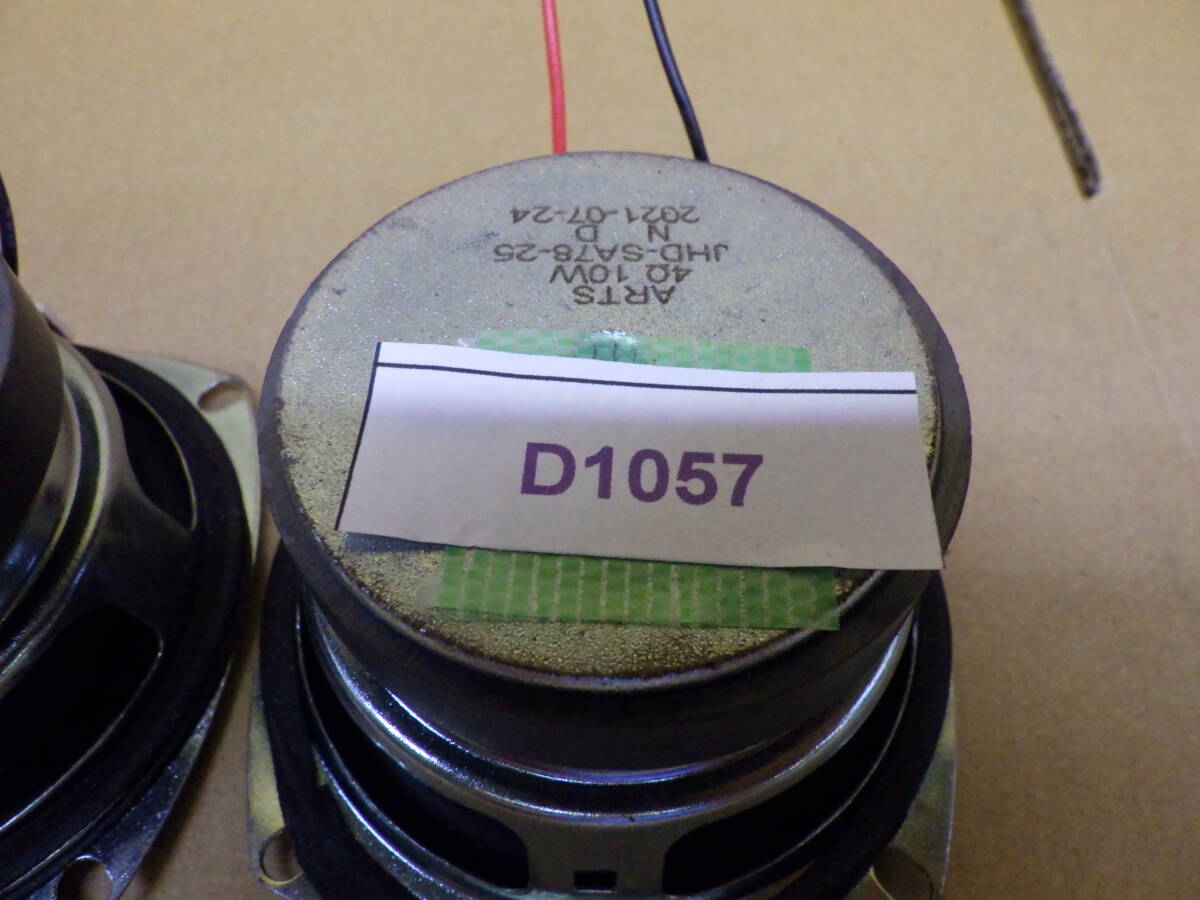 ARTS
4Ω 10W
JHD-SA78-25
N D
2021-07-24
D1057